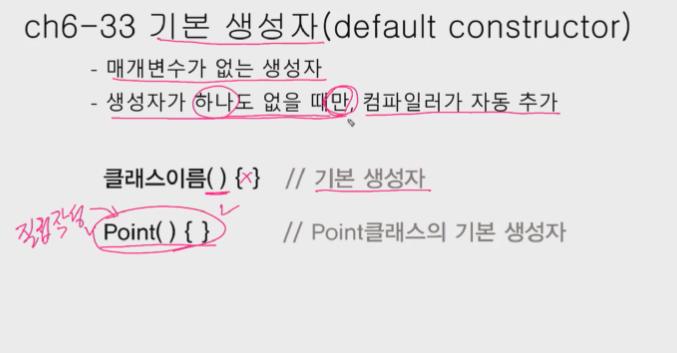 ch6-33 기본 생성자(default constructor)
- 매개변수가 없는 생성자
- 생성자가 하나도 없을 때만, 컴파일러가 자동 추가
클래스이름( ) {x} // 기본 생성자
직접작성
Point( ) { } // Point클래스의 기본 생성자